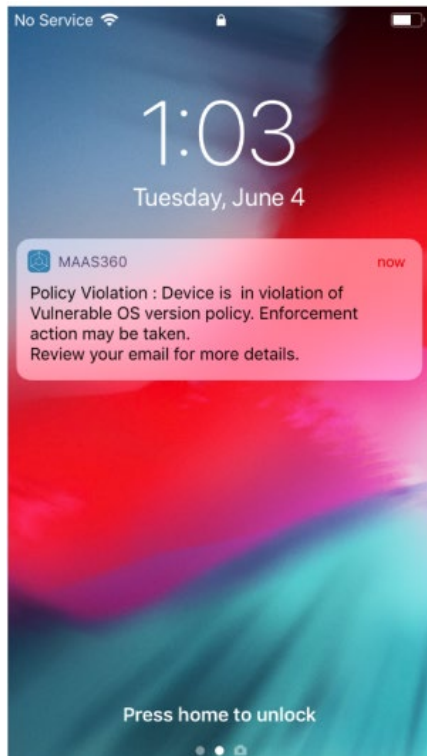 No Service
1:03
Tuesday, June 4
MAAS360 now
Policy Violation : Device is in violation of
Vulnerable OS version policy. Enforcement
action may be taken.
Review your email for more details.
Press home to unlock